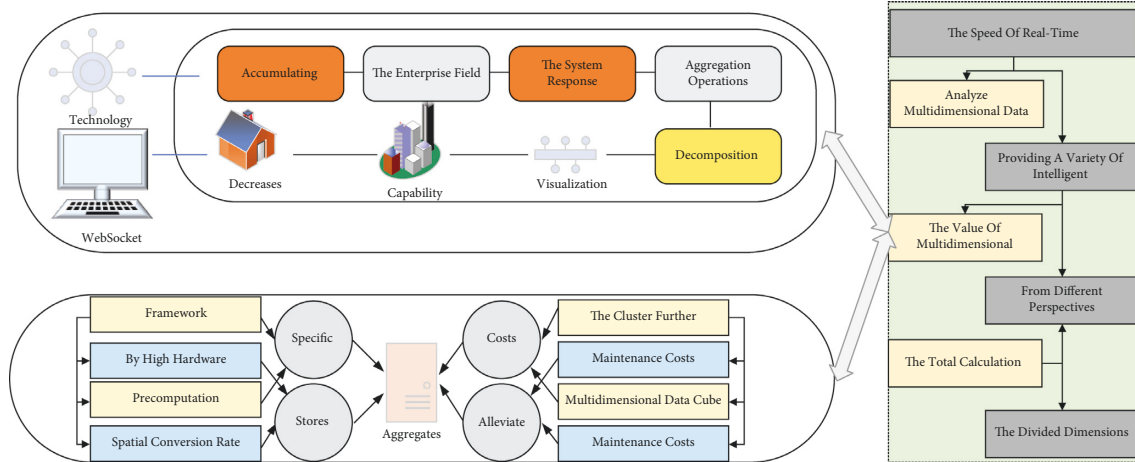 Accumulating
The Enterprise Field
The System
Response
Aggregation
Operations
Technology
Decreases
Capability
Visualization
Decomposition
WebSocket
Framework
By High Hardware
Precomputation
Spatial Conversion Rate
Specific
Stores
Aggregates
Costs
Alleviate
The Cluster Further
Maintenance Costs
Multidimensional Data Cube
Maintenance Costs
The Speed Of Real-Time
Analyze
Multidimensional Data
Providing A Variety Of
Intelligent
The Value Of
Multidimensional
From Different
Perspectives
The Total Calculation
The Divided Dimensions